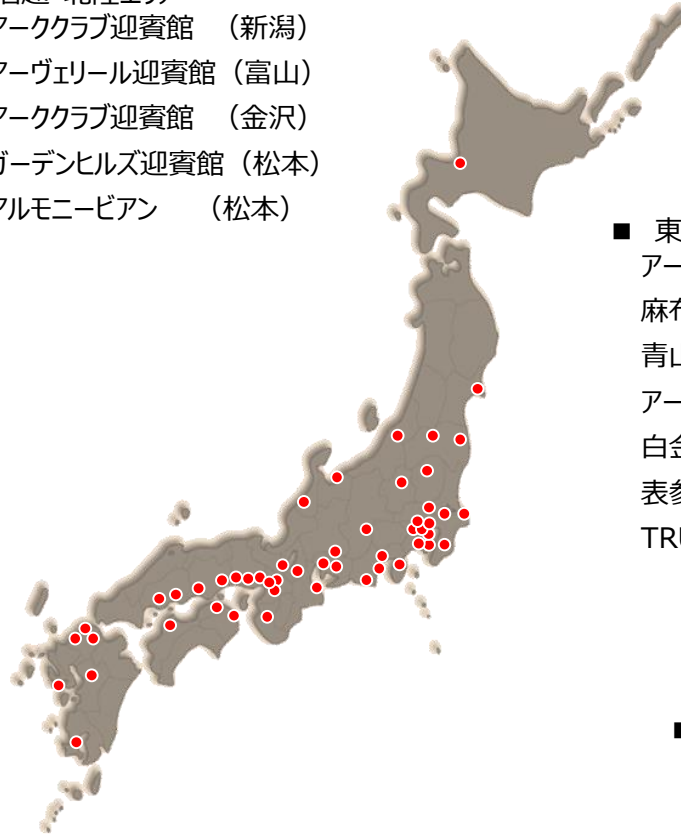 アーククラブ迎賓館 （新潟）
アーヴェリール迎賓館（富山）
アーククラブ迎賓館 （金沢）
ガーデンヒルズ迎賓館（松本）
アルモニービアン （松本）
■ 東
アー
麻布
青山
アー
白金
表参
TRU
■